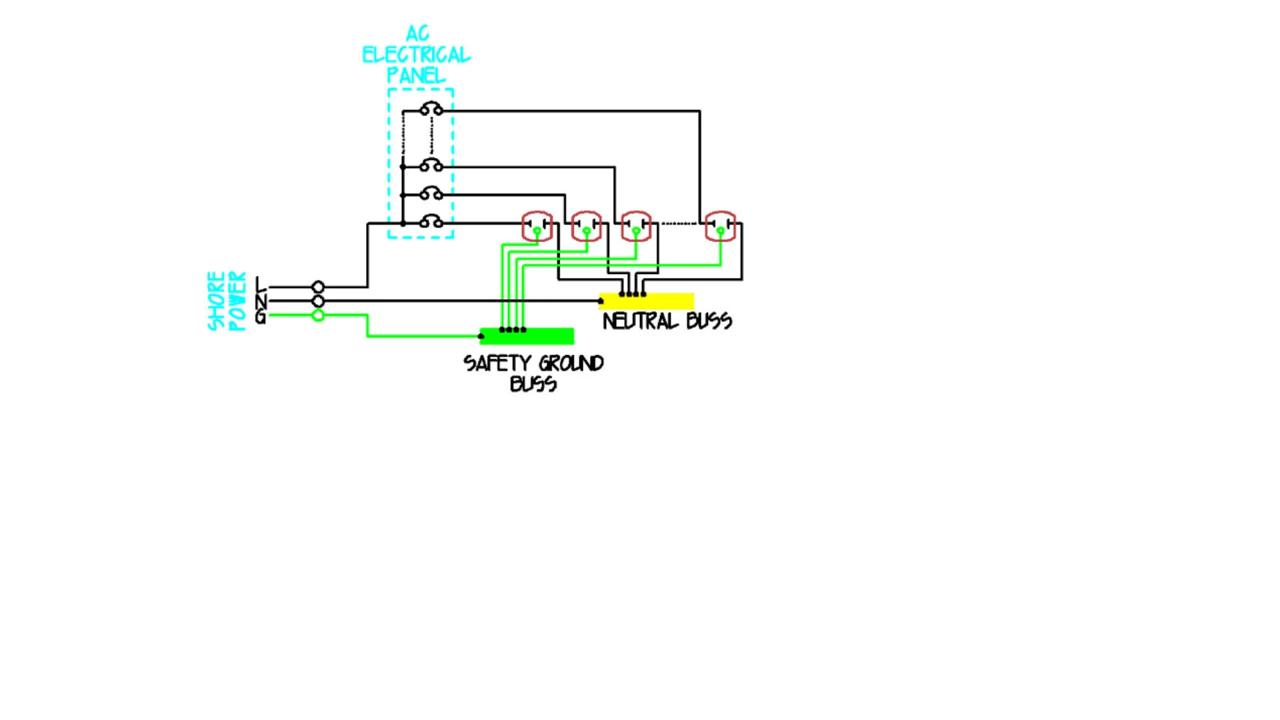 AC
ELECTRICAL
PANEL
SHORE
POWER
L
N
G
NEUTRAL BUSS
SAFETY GROUND
BUSS